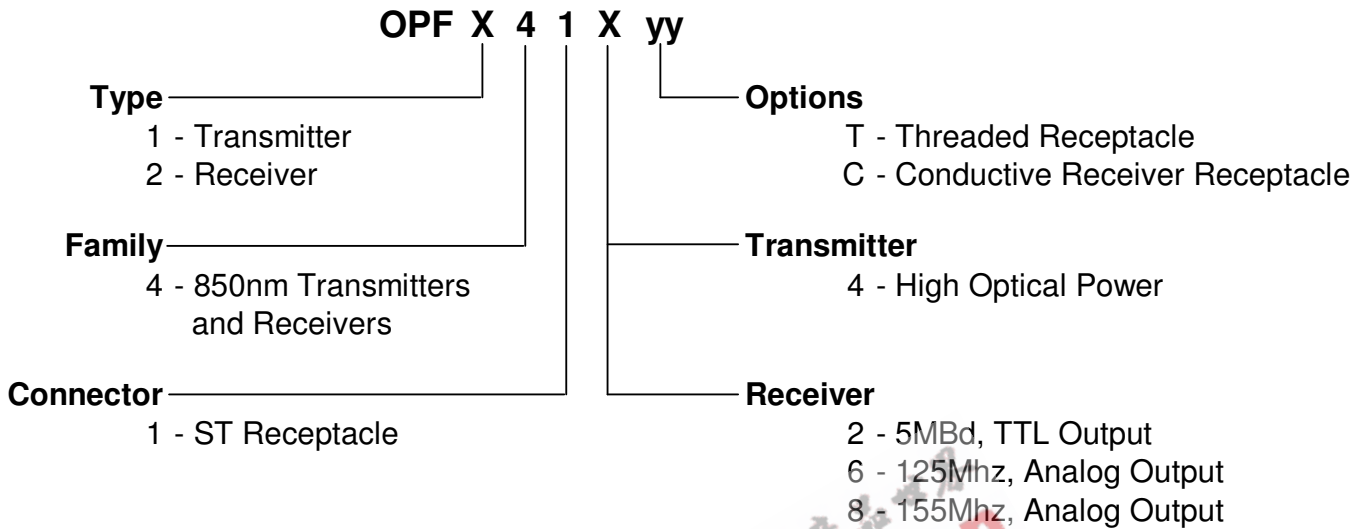 OPF X 4 1 X yy
Type
1 - Transmitter
2 - Receiver
Family
4 - 850nm Transmitters
and Receivers
Connector
1 - ST Receptacle
Options
T - Threaded Receptacle
C - Conductive Receiver Receptacle
Transmitter
4 - High Optical Power
Receiver
2 - 5MBd, TTL Output
6 - 125Mhz, Analog Output
8 - 155Mhz, Analog Output